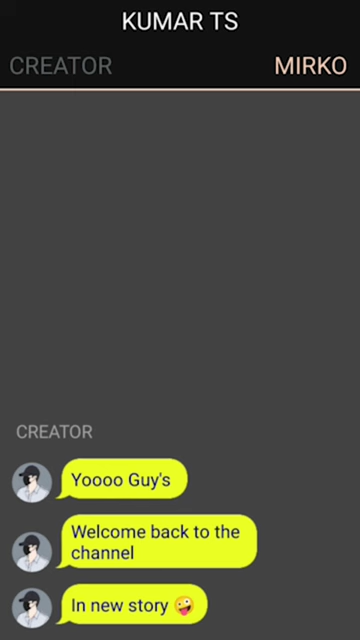 KUMAR TS
CREATOR
MIRKO
CREATOR
Yoooo Guy's
Welcome back to the
channel
In new story 🤪